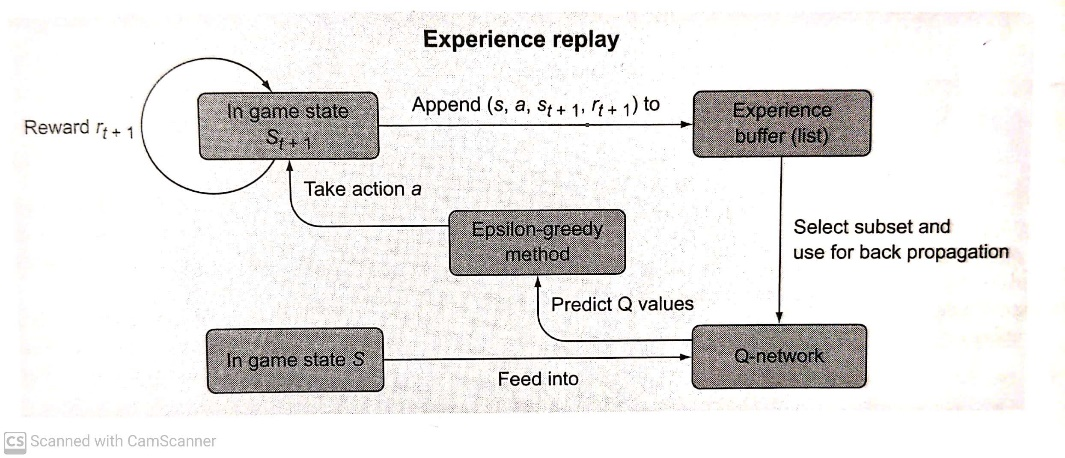 Experience replay
In game state
S_{t + 1}
Append (s, a, s_{t + 1}, r_{t + 1}) to
Experience
buffer (list)
Reward r_{t + 1}
Take action a
Epsilon-greedy
method
Select subset and
use for back propagation
Predict Q values
In game state S
Feed into
Q-network
CS Scanned with CamScanner